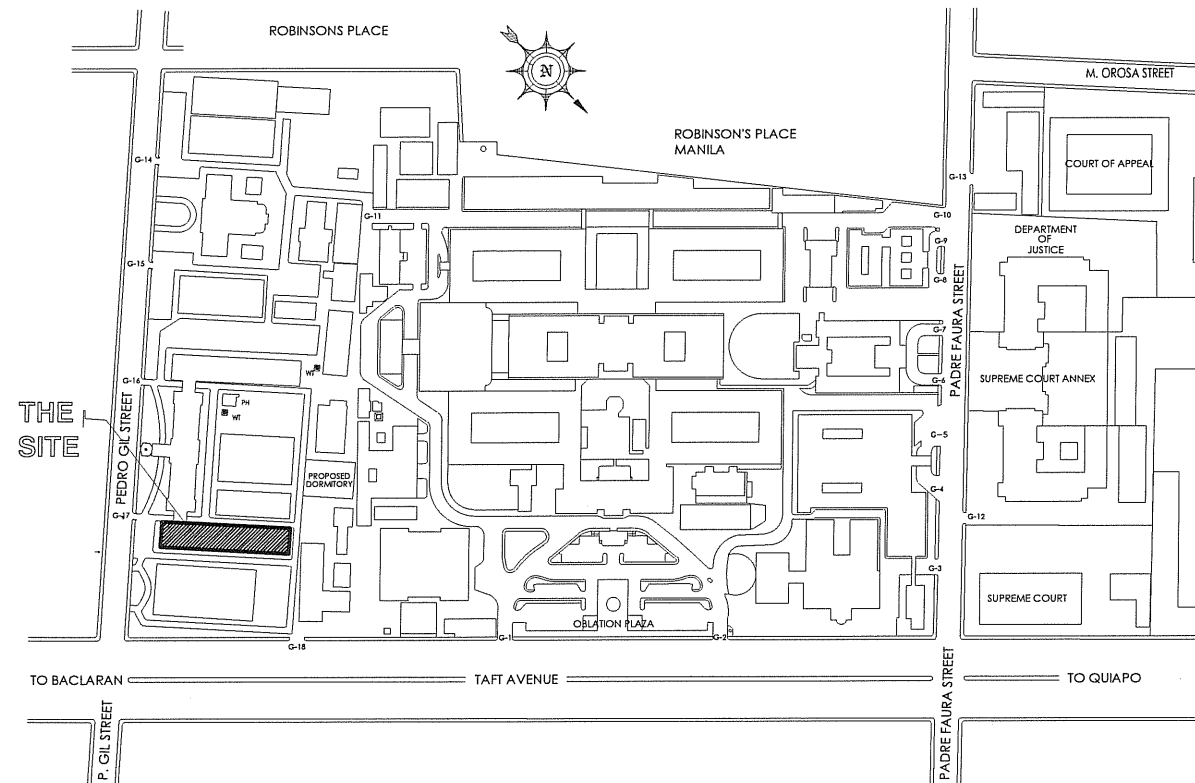 ROBINSONS PLACE
N
M. OROSA STREET
ROBINSON'S PLACE
MANILA
G-14
COURT OF APPEAL
G-13
G-11
G-10
DEPARTMENT
OF
JUSTICE
G-9
G-15
G-8
PADRE FAURA STREET
G-7
WT
G-16
G-6
SUPREME COURT ANNEX
THE
SITE
PH
WT
PEDRO GIL STREET
G-5
PROPOSED
DORMITORY
G-4
G-17
G-12
G-3
SUPREME COURT
OBLATION PLAZA
G-1
G-2
G-18
TO BACLARAN
TAFT AVENUE
TO QUIAPO
P. GIL STREET
PADRE FAURA STREET